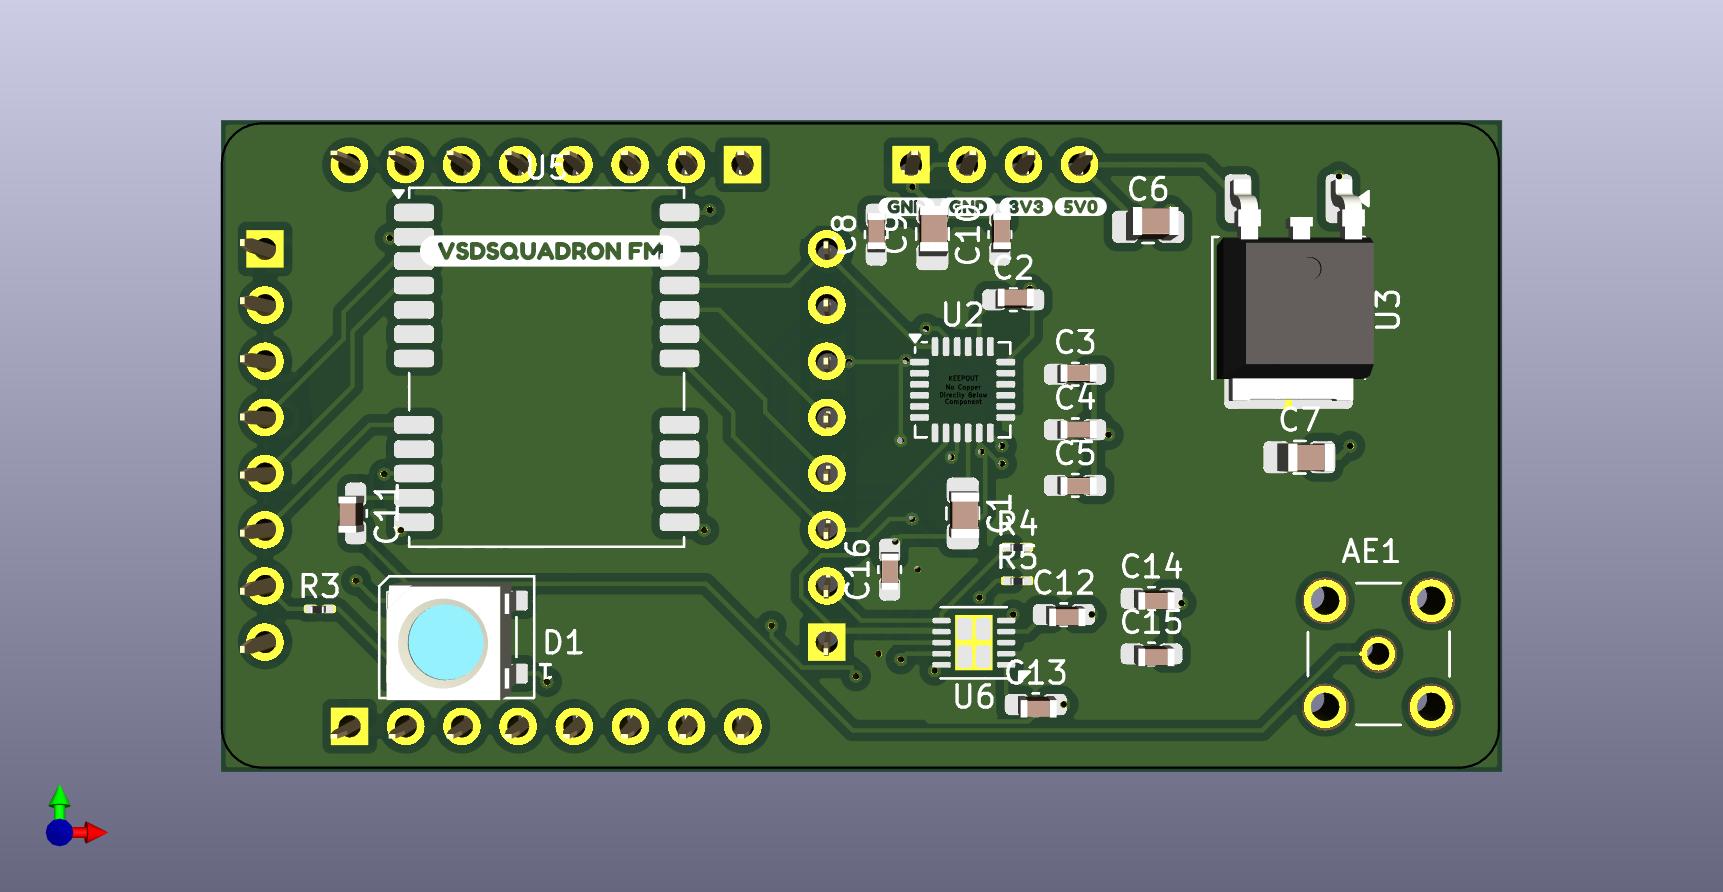 U5
C6
GND
GND
3V3
5V0
C8
C9
C10
VSDSQUADRON FM
C2
U2
U3
C3
KEEPOUT
No Copper
Directly Below
Component
C4
C7
C5
C11
C1
R4
AE1
R5
C16
R3
C12
C14
C15
D1
1
C13
U6